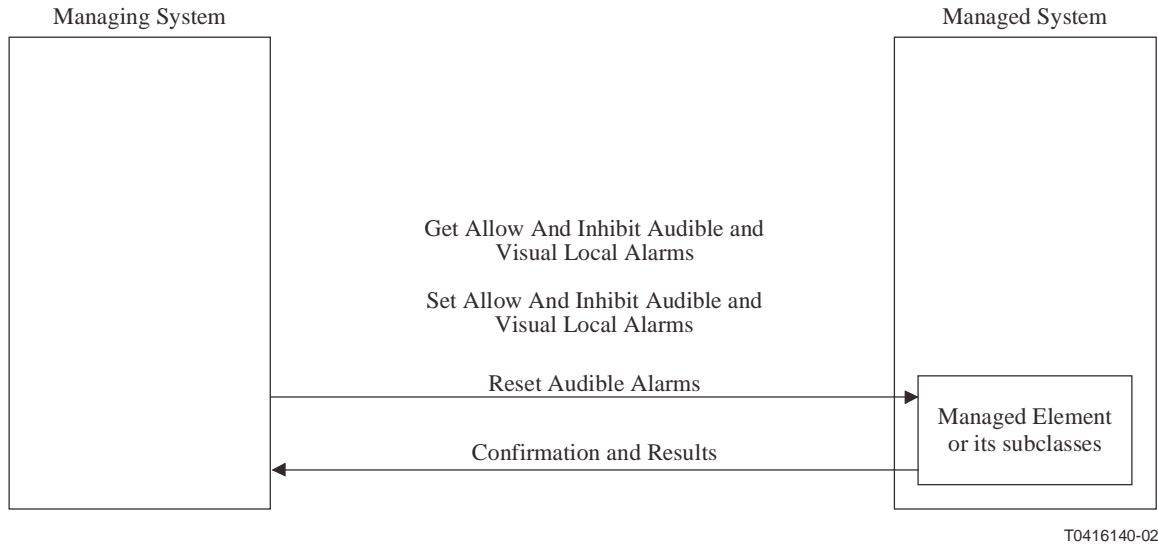 Managing System
Managed System
Get Allow And Inhibit Audible and
Visual Local Alarms
Set Allow And Inhibit Audible and
Visual Local Alarms
Reset Audible Alarms
Managed Element
or its subclasses
Confirmation and Results
T0416140-02